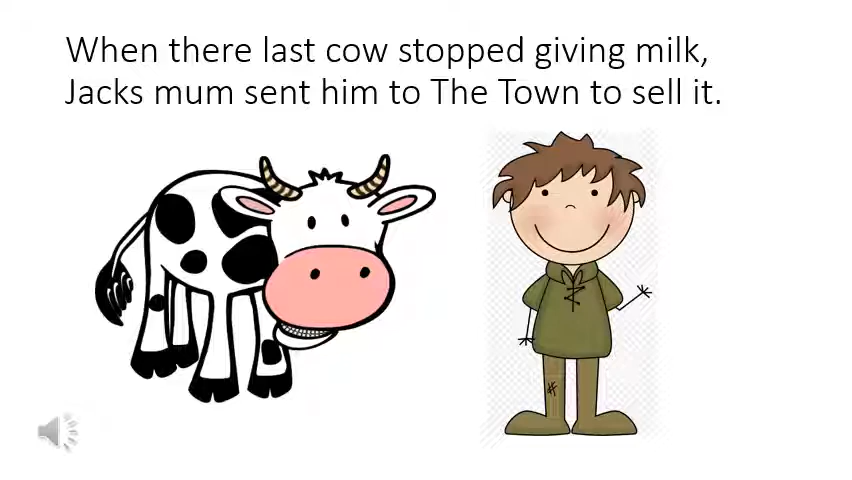 When there last cow stopped giving milk,
Jacks mum sent him to The Town to sell it.